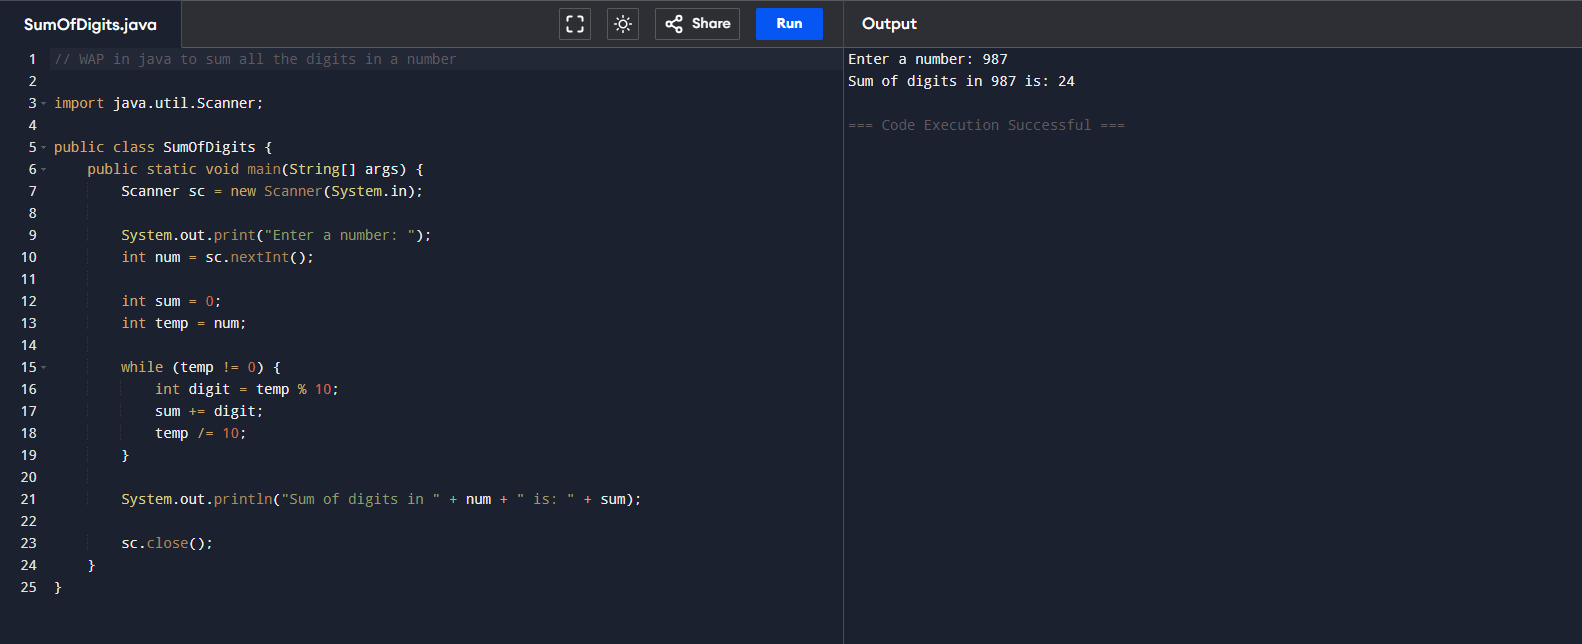 SumOfDigits.java
Share
Run
Output
1 // WAP in java to sum all the digits in a number
2
3 import java.util.Scanner;
4
5 public class SumOfDigits {
6     public static void main(String[] args) {
7         Scanner sc = new Scanner(System.in);
8
9         System.out.print("Enter a number: ");
10         int num = sc.nextInt();
11
12         int sum = 0;
13         int temp = num;
14
15         while (temp != 0) {
16             int digit = temp % 10;
17             sum += digit;
18             temp /= 10;
19         }
20
21         System.out.println("Sum of digits in " + num + " is: " + sum);
22
23         sc.close();
24     }
25 }
Enter a number: 987
Sum of digits in 987 is: 24
=== Code Execution Successful ===